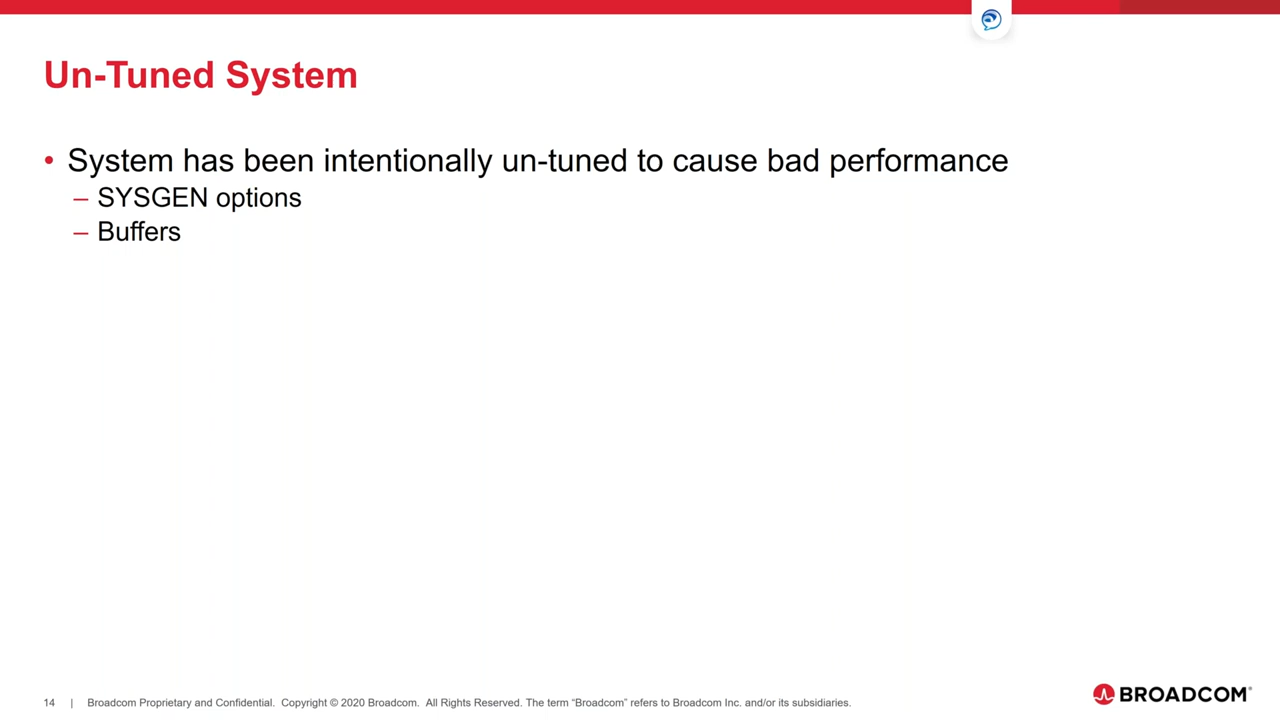 Un-Tuned System
• System has been intentionally un-tuned to cause bad performance
– SYSGEN options
– Buffers
14 | Broadcom Proprietary and Confidential. Copyright © 2020 Broadcom. All Rights Reserved. The term “Broadcom” refers to Broadcom Inc. and/or its subsidiaries.
BROADCOM®